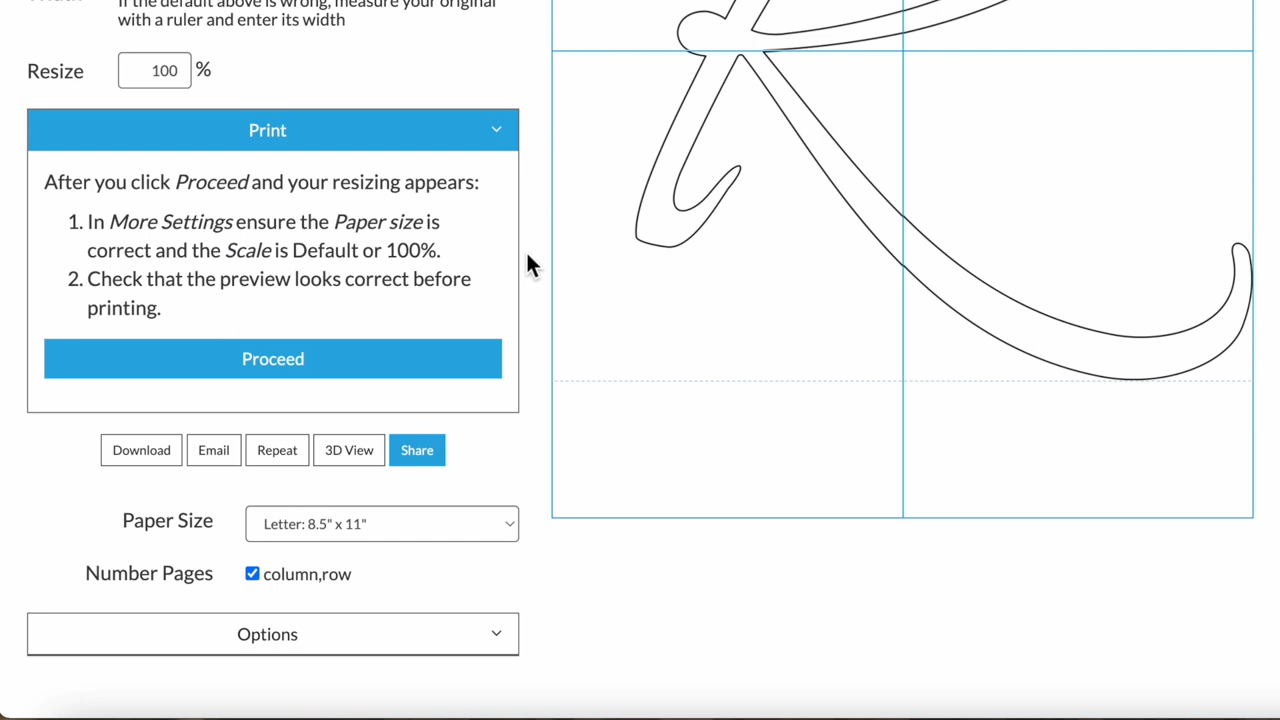 If the default above is wrong, measure your original
with a ruler and enter its width
Resize 100 %
Print
After you click Proceed and your resizing appears:
1. In More Settings ensure the Paper size is
correct and the Scale is Default or 100%.
2. Check that the preview looks correct before
printing.
Proceed
Download Email Repeat 3D View Share
Paper Size Letter: 8.5" x 11"
Number Pages column,row
Options